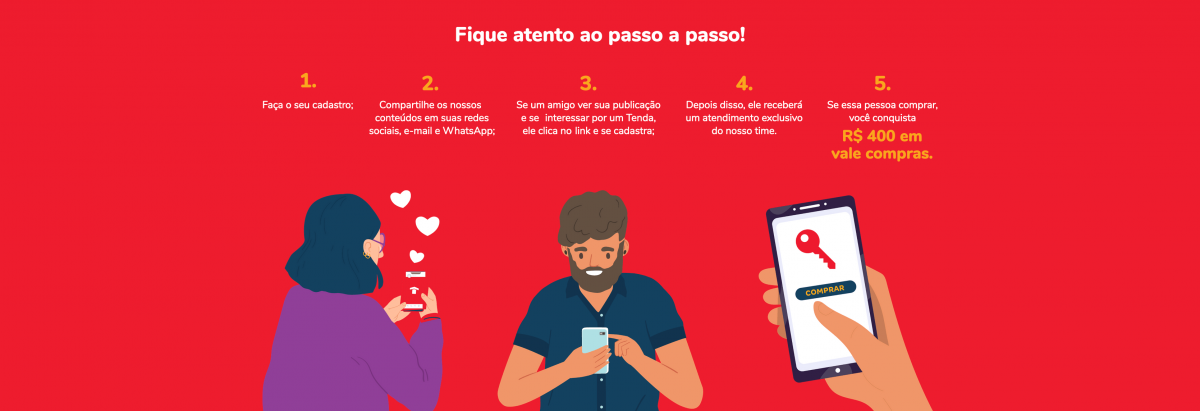 Fique atento ao passo a passo!
1.
Faça o seu cadastro;
2.
Compartilhe os nossos
conteúdos em suas redes
sociais, e-mail e WhatsApp;
3.
Se um amigo ver sua publicação
e se interessar por um Tenda,
ele clica no link e se cadastra;
4.
Depois disso, ele receberá
um atendimento exclusivo
do nosso time.
5.
Se essa pessoa comprar,
você conquista
R$ 400 em
vale compras.
COMPRAR